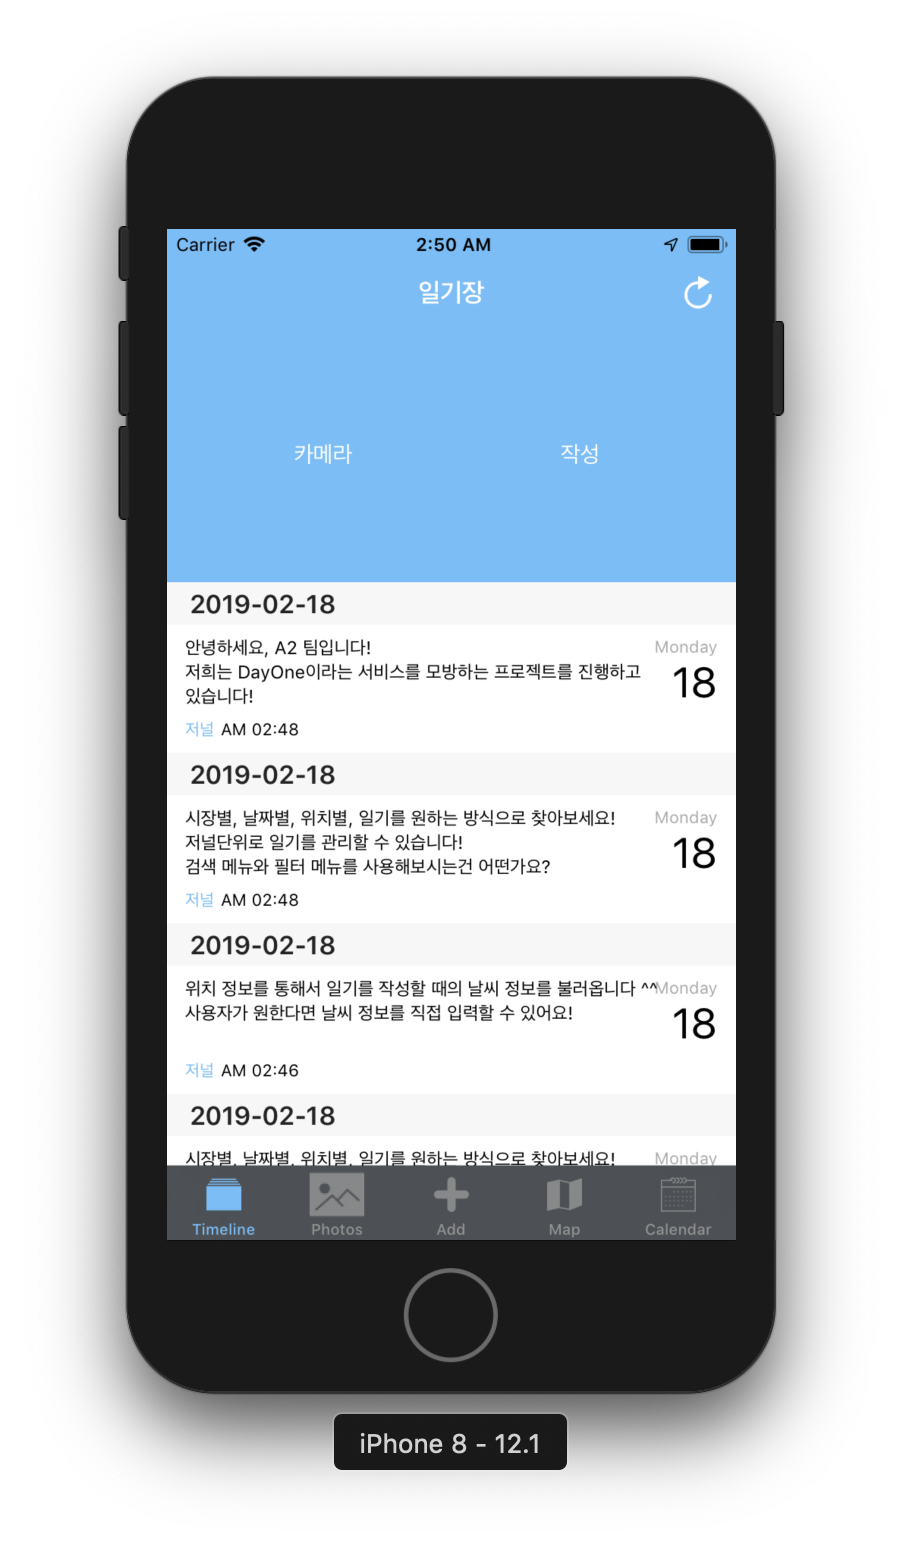 Carrier 2:50 AM
일기장
카메라 작성
2019-02-18
안녕하세요, A2 팀입니다! Monday
저희는 DayOne이라는 서비스를 모방하는 프로젝트를 진행하고 18
있습니다!
저널 AM 02:48
2019-02-18
시장별, 날짜별, 위치별, 일기를 원하는 방식으로 찾아보세요! Monday
저널단위로 일기를 관리할 수 있습니다! 18
검색 메뉴와 필터 메뉴를 사용해보시는건 어떤가요?
저널 AM 02:48
2019-02-18
위치 정보를 통해서 일기를 작성할 때의 날씨 정보를 불러옵니다 ^^ Monday
사용자가 원한다면 날씨 정보를 직접 입력할 수 있어요! 18
저널 AM 02:46
2019-02-18
시장별, 날짜별, 위치별, 일기를 원하는 방식으로 찾아보세요! Monday
Timeline Photos Add Map Calendar
iPhone 8 - 12.1